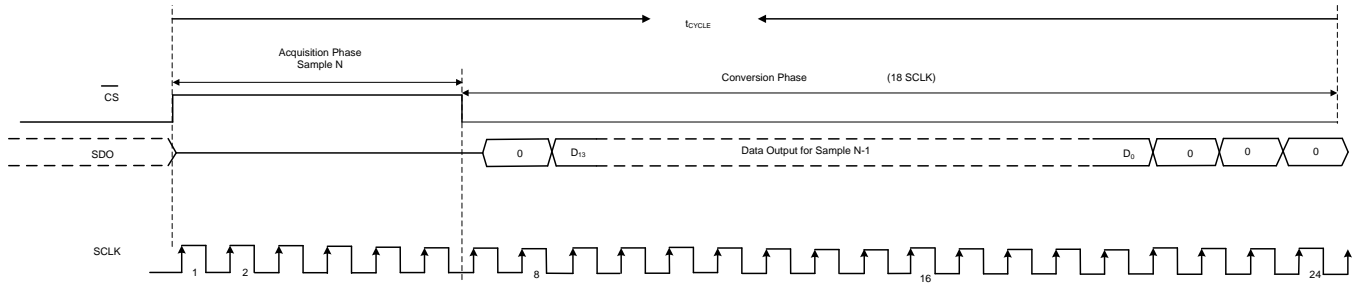 tCYCLE
Acquisition Phase
Sample N
Conversion Phase (18 SCLK)
CS
SDO 0 D13 Data Output for Sample N-1 D0 0 0 0
SCLK
1 2 8 16 24